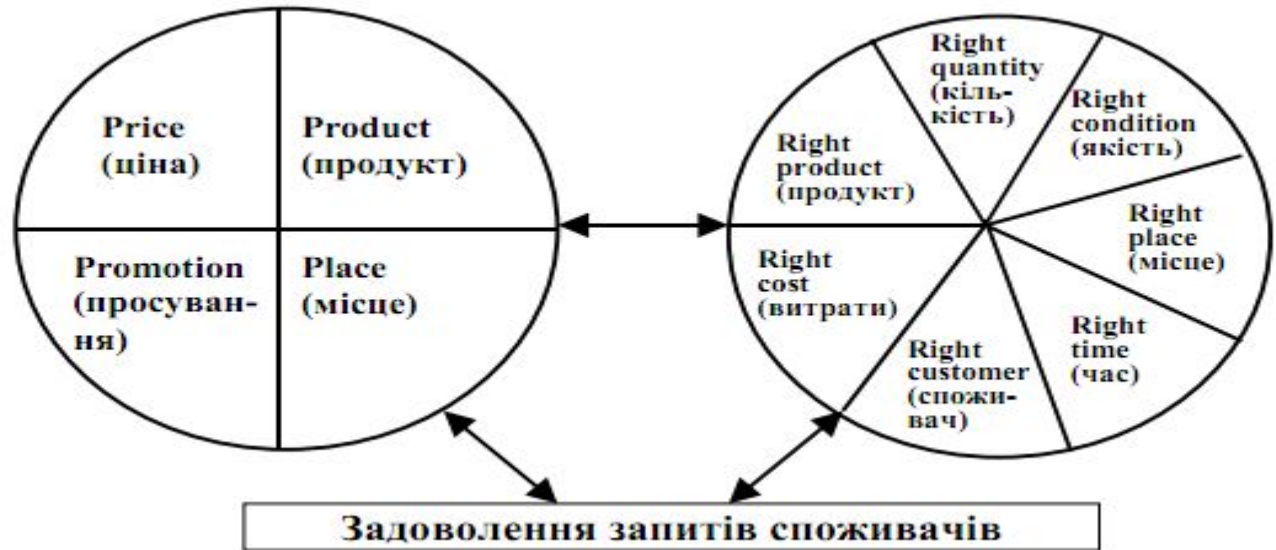 Price
(ціна)
Product
(продукт)
Promotion
(просуван-
ня)
Place
(місце)
Right
quantity
(кіль-
кість)
Right
condition
(якість)
Right
product
(продукт)
Right
place
(місце)
Right
cost
(витрати)
Right
time
(час)
Right
customer
(спожи-
вач)
Задоволення запитів споживачів